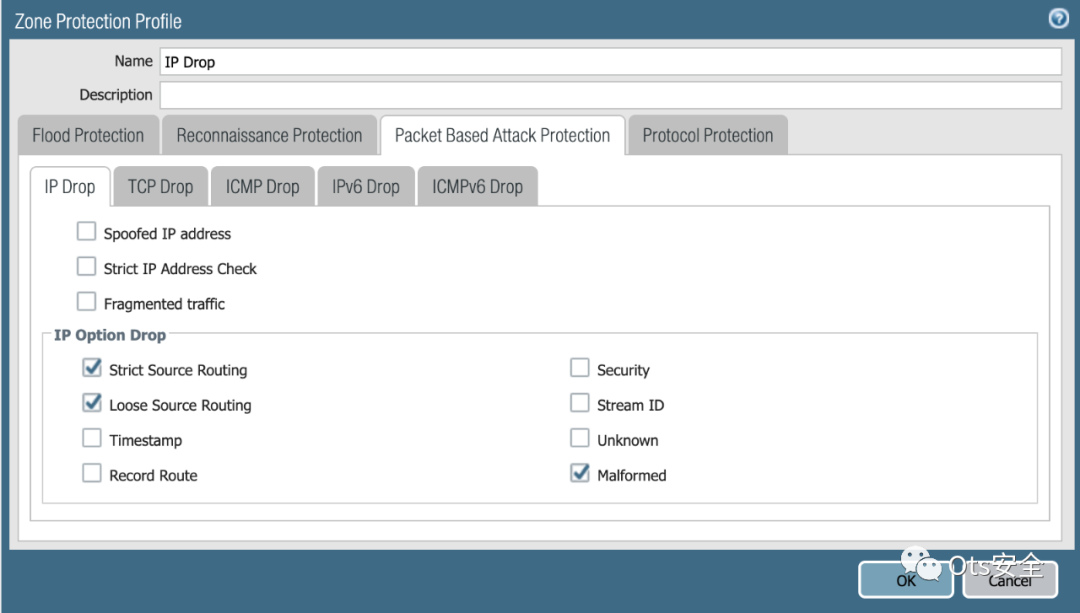 Zone Protection Profile
Name IP Drop
Description
Flood Protection Reconnaissance Protection Packet Based Attack Protection Protocol Protection
IP Drop TCP Drop ICMP Drop IPv6 Drop ICMPv6 Drop
Spoofed IP address
Strict IP Address Check
Fragmented traffic
IP Option Drop
Strict Source Routing Security
Loose Source Routing Stream ID
Timestamp Unknown
Record Route Malformed
Ots安全
OK Cancel